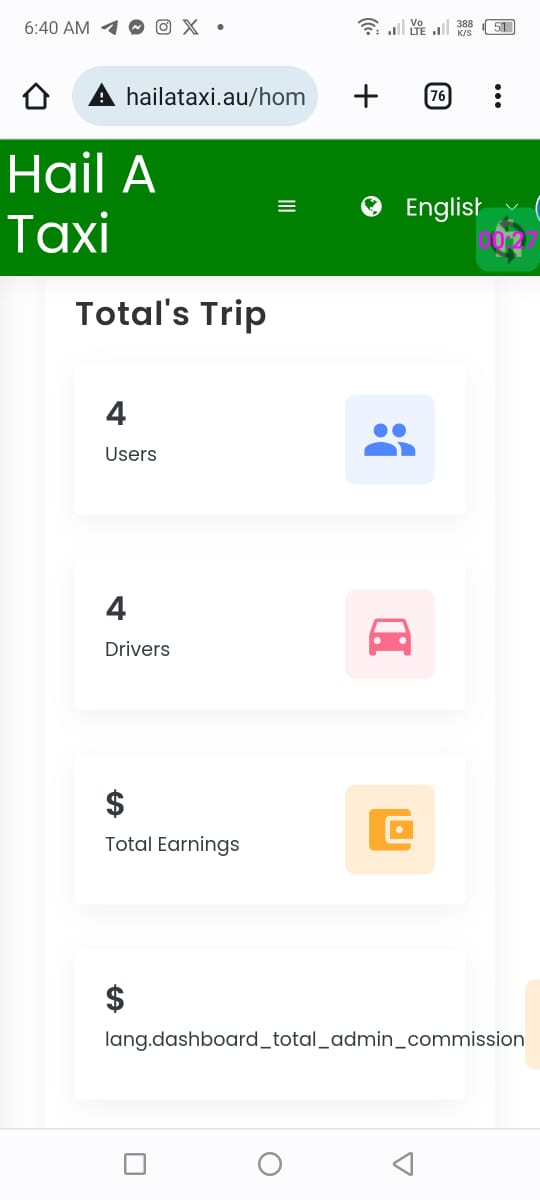 6:40 AM
Vo LTE
388 K/S
51
hailataxi.au/hom
76
Hail A
Taxi
English
00:27
Total's Trip
4
Users
4
Drivers
$
Total Earnings
$
lang.dashboard_total_admin_commission